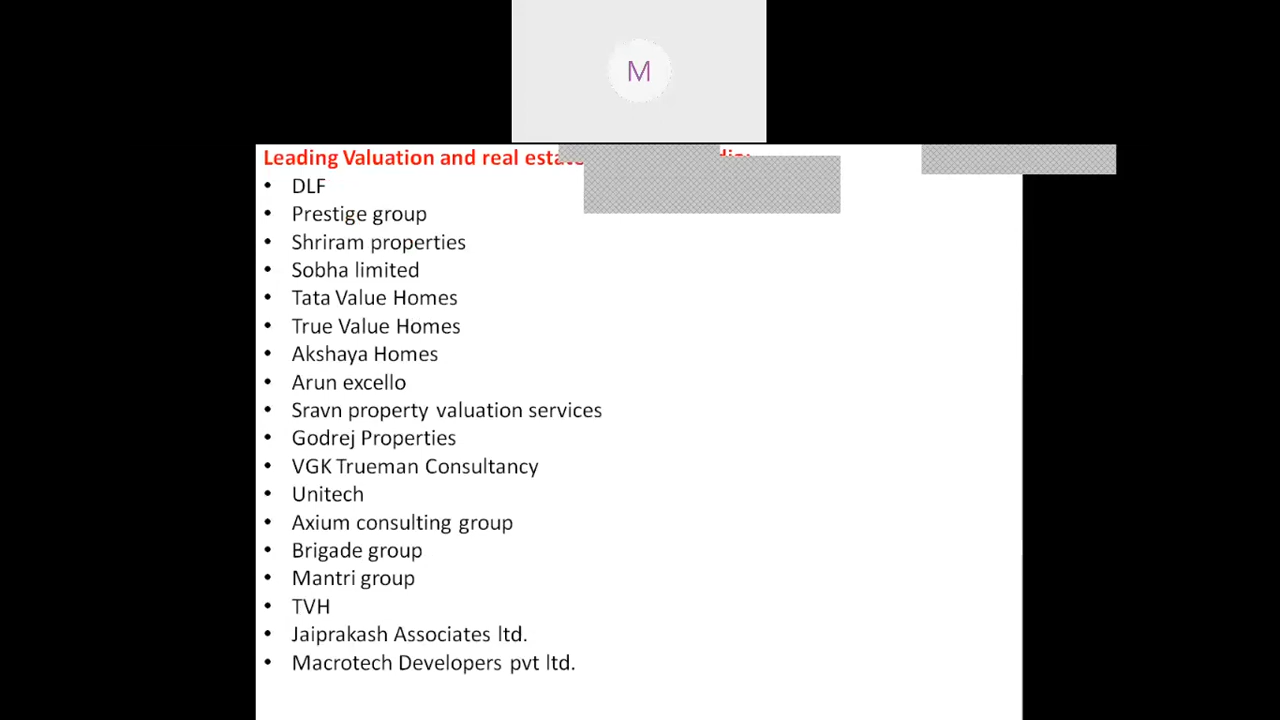 M
Leading Valuation and real
• DLF
• Prestige group
• Shriram properties
• Sobha limited
• Tata Value Homes
• True Value Homes
• Akshaya Homes
• Arun excello
• Sravn property valuation services
• Godrej Properties
• VGK Trueman Consultancy
• Unitech
• Axium consulting group
• Brigade group
• Mantri group
• TVH
• Jaiprakash Associates ltd.
• Macrotech Developers pvt ltd.